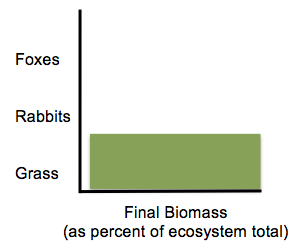 Foxes
Rabbits
Grass
Final Biomass
(as percent of ecosystem total)